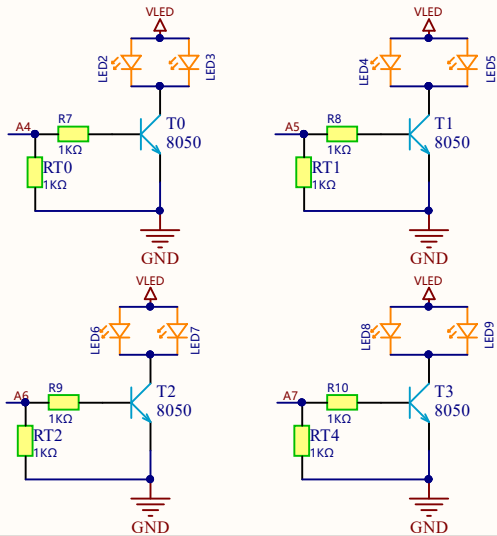 VLED
LED2
LED3
A4
R7
1KΩ
T0
8050
RT0
1KΩ
GND
VLED
LED4
LED5
A5
R8
1KΩ
T1
8050
RT1
1KΩ
GND
VLED
LED6
LED7
A6
R9
1KΩ
T2
8050
RT2
1KΩ
GND
VLED
LED8
LED9
A7
R10
1KΩ
T3
8050
RT4
1KΩ
GND